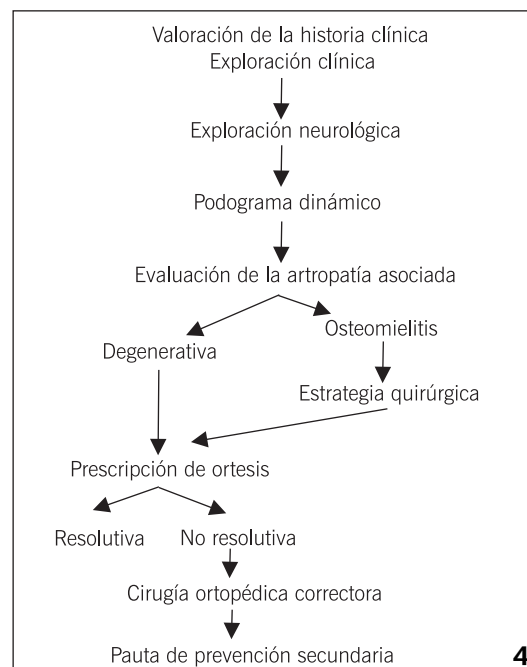 Valoración de la historia clínica
Exploración clínica
Exploración neurológica
Podograma dinámico
Evaluación de la artropatía asociada
Osteomielitis
Degenerativa
Estrategia quirúrgica
Prescripción de ortesis
Resolutiva No resolutiva
Cirugía ortopédica correctora
Pauta de prevención secundaria
4